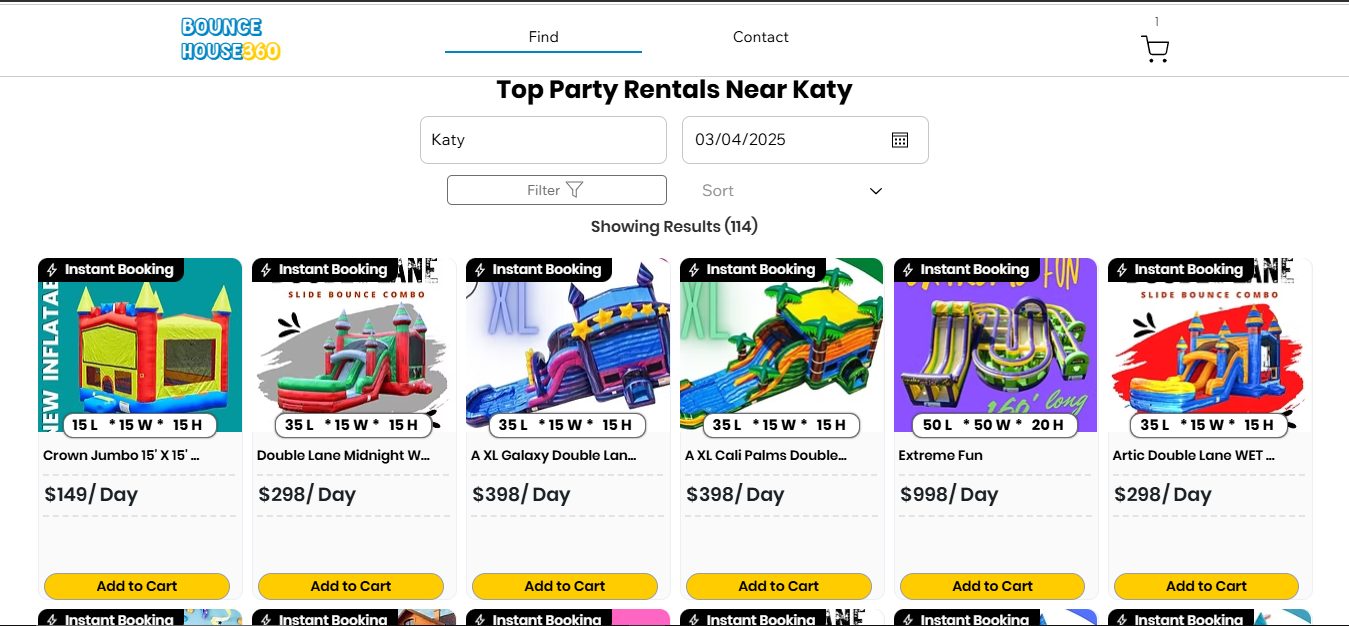 BOUNCE
HOUSE360
Find
Contact
1
Top Party Rentals Near Katy
Katy
03/04/2025
Filter
Sort
Showing Results (114)
Instant Booking
NEW INFLATAB
15 L * 15 W * 15 H
Crown Jumbo 15' X 15' ...
$149/ Day
Add to Cart
Instant Booking
LANE
SLIDE BOUNCE COMBO
35 L * 15 W * 15 H
Double Lane Midnight W...
$298/ Day
Add to Cart
Instant Booking
XL
35 L * 15 W * 15 H
A XL Galaxy Double Lan...
$398/ Day
Add to Cart
Instant Booking
XL
35 L * 15 W * 15 H
A XL Cali Palms Double...
$398/ Day
Add to Cart
Instant Booking
FUN
160' long
50 L * 50 W * 20 H
Extreme Fun
$998/ Day
Add to Cart
Instant Booking
LANE
SLIDE BOUNCE COMBO
35 L * 15 W * 15 H
Artic Double Lane WET ...
$298/ Day
Add to Cart
Instant Booking
Instant Booking
Instant Booking
Instant Booking
Instant Booking
Instant Booking